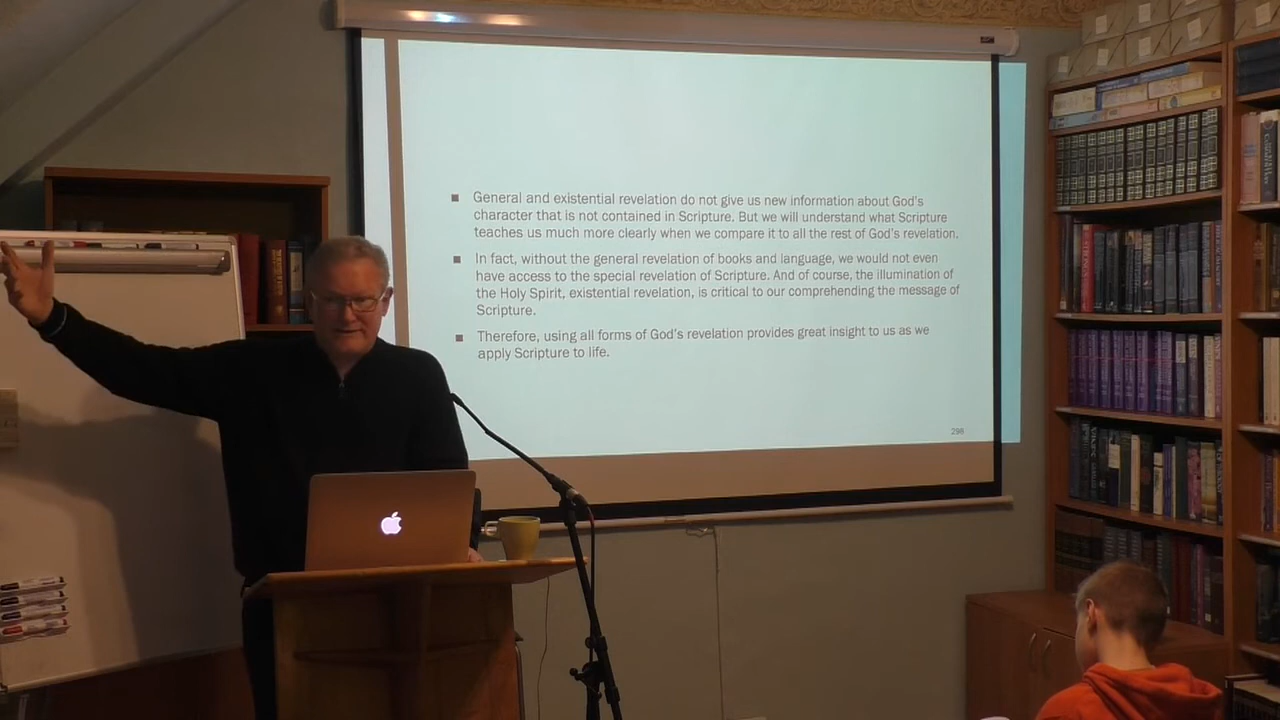 General and existential revelation do not give us new information about God's
character that is not contained in Scripture. But we will understand what Scripture
teaches us much more clearly when we compare it to all the rest of God's revelation.
In fact, without the general revelation of books and language, we would not even
have access to the special revelation of Scripture. And of course, the illumination of
the Holy Spirit, existential revelation, is critical to our comprehending the message of
Scripture.
Therefore, using all forms of God's revelation provides great insight to us as we
apply Scripture to life.
298